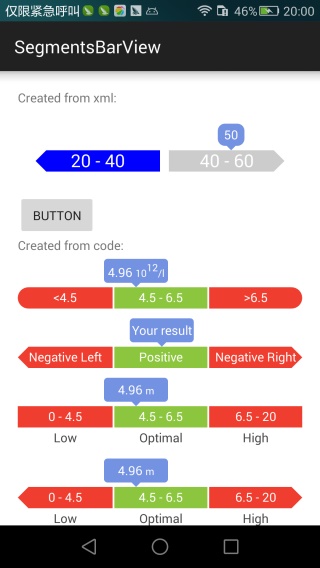 仅限紧急呼叫 46% 20:00
SegmentsBarView
Created from xml:
50
20 - 40 40 - 60
BUTTON
Created from code:
4.96 10¹²/l
<4.5 4.5 - 6.5 >6.5
Your result
Negative Left Positive Negative Right
4.96 m
0 - 4.5 4.5 - 6.5 6.5 - 20
Low Optimal High
4.96 m
0 - 4.5 4.5 - 6.5 6.5 - 20
Low Optimal High